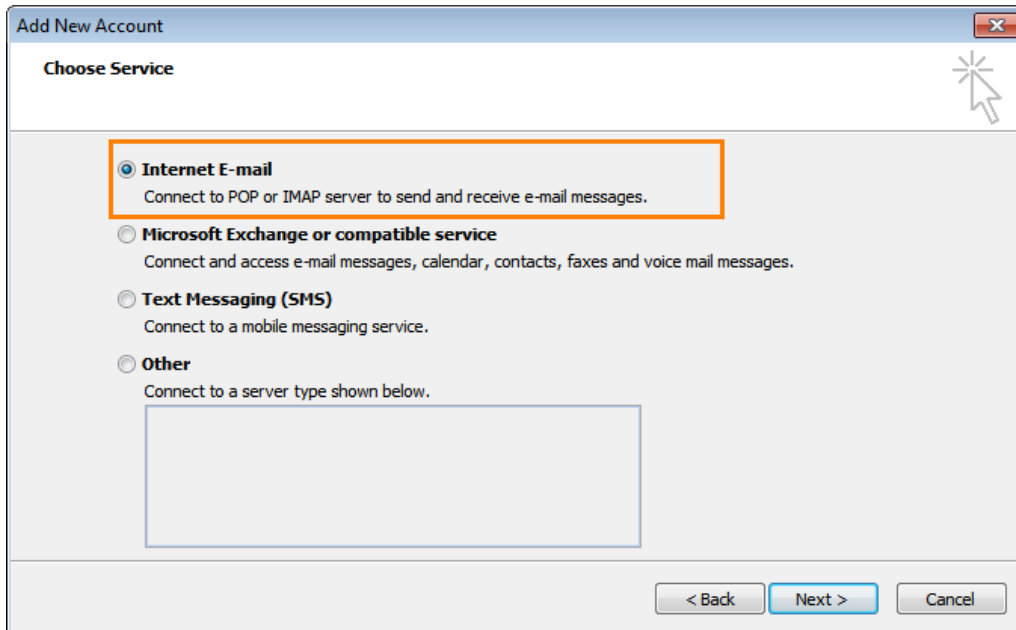 Add New Account
Choose Service
Internet E-mail
Connect to POP or IMAP server to send and receive e-mail messages.
Microsoft Exchange or compatible service
Connect and access e-mail messages, calendar, contacts, faxes and voice mail messages.
Text Messaging (SMS)
Connect to a mobile messaging service.
Other
Connect to a server type shown below.
< Back Next > Cancel